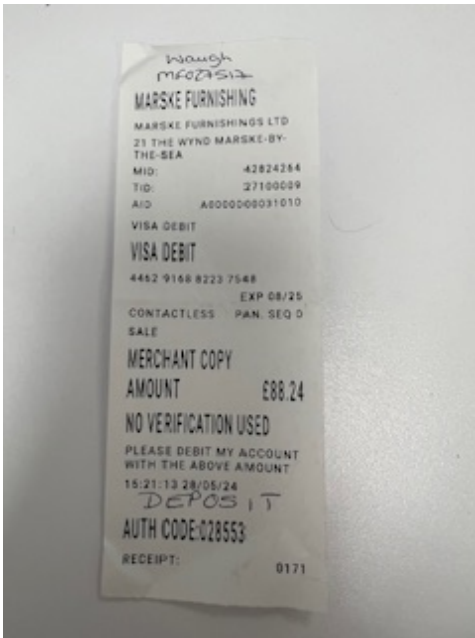 Waugh
MF027517
MARSKE FURNISHING
MARSKE FURNISHINGS LTD
21 THE WYND MARSKE-BY-
THE-SEA
MID: 42824264
TID: 27100009
AID A0000000031010
VISA DEBIT
VISA DEBIT
4462 9168 8223 7548
EXP 08/25
CONTACTLESS PAN. SEQ 0
SALE
MERCHANT COPY
AMOUNT £88.24
NO VERIFICATION USED
PLEASE DEBIT MY ACCOUNT
WITH THE ABOVE AMOUNT
15:21:13 28/05/24
DEPOSIT
AUTH CODE:028553
RECEIPT: 0171